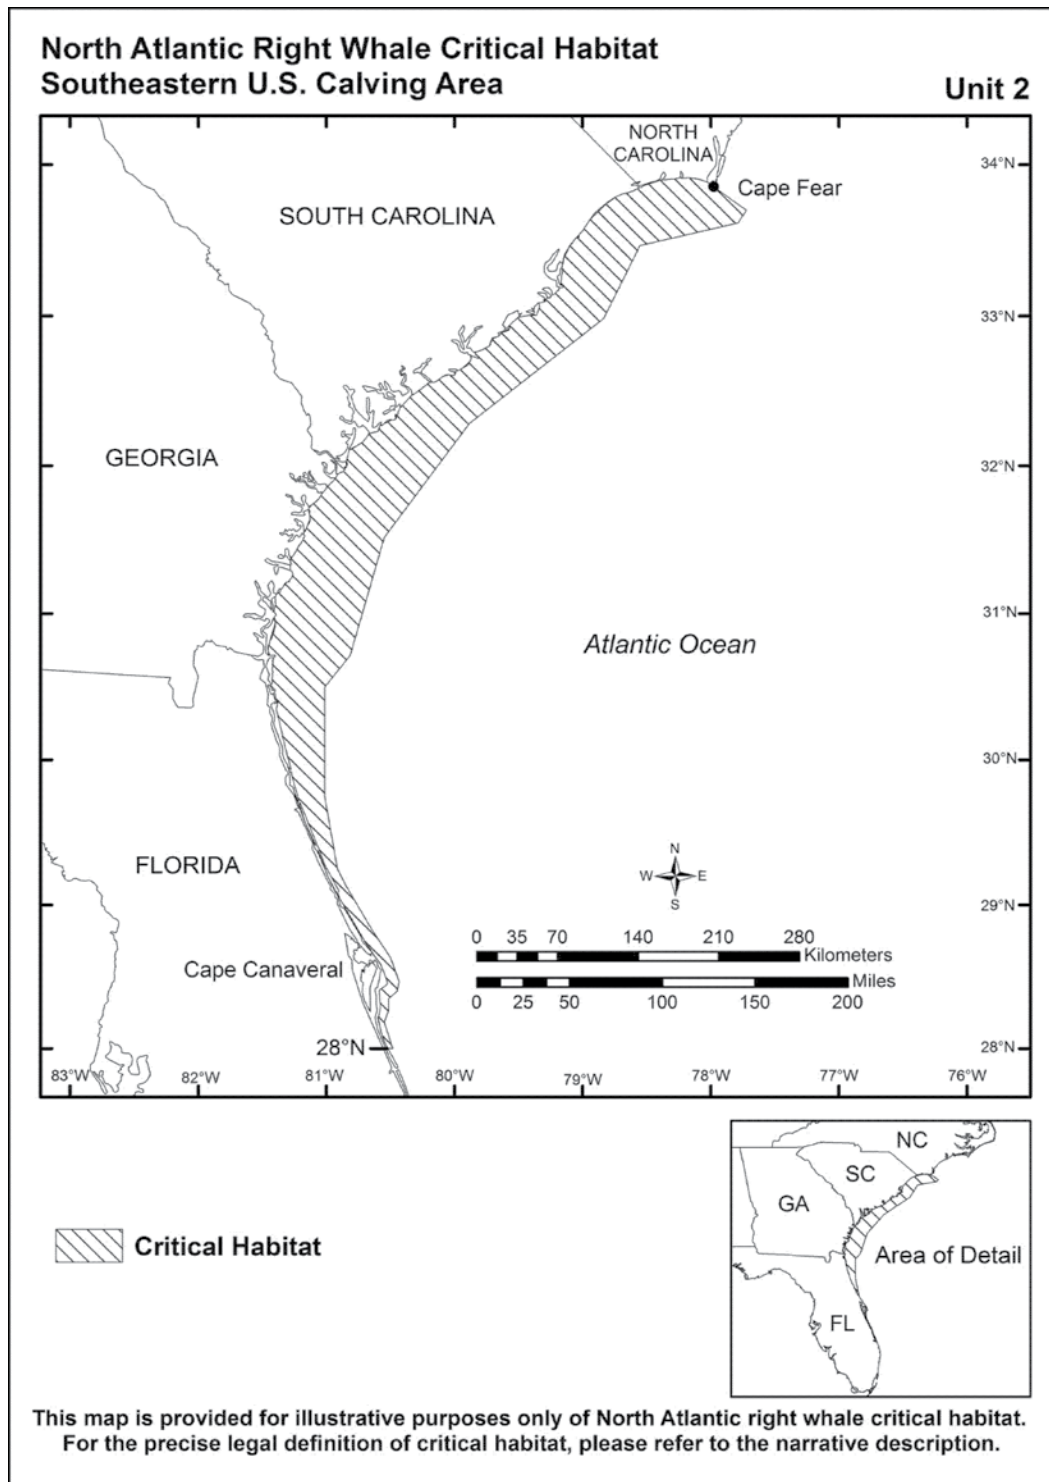 North Atlantic Right Whale Critical Habitat
Southeastern U.S. Calving Area
Unit 2
NORTH
CAROLINA
34°N
Cape Fear
SOUTH CAROLINA
33°N
GEORGIA
32°N
31°N
Atlantic Ocean
30°N
FLORIDA
N
W E
S
29°N
0 35 70 140 210 280
Kilometers
Cape Canaveral
Miles
0 25 50 100 150 200
28°N
28°N
83°W 82°W 81°W 80°W 79°W 78°W 77°W 76°W
NC
SC
GA
Critical Habitat
Area of Detail
FL
This map is provided for illustrative purposes only of North Atlantic right whale critical habitat.
For the precise legal definition of critical habitat, please refer to the narrative description.